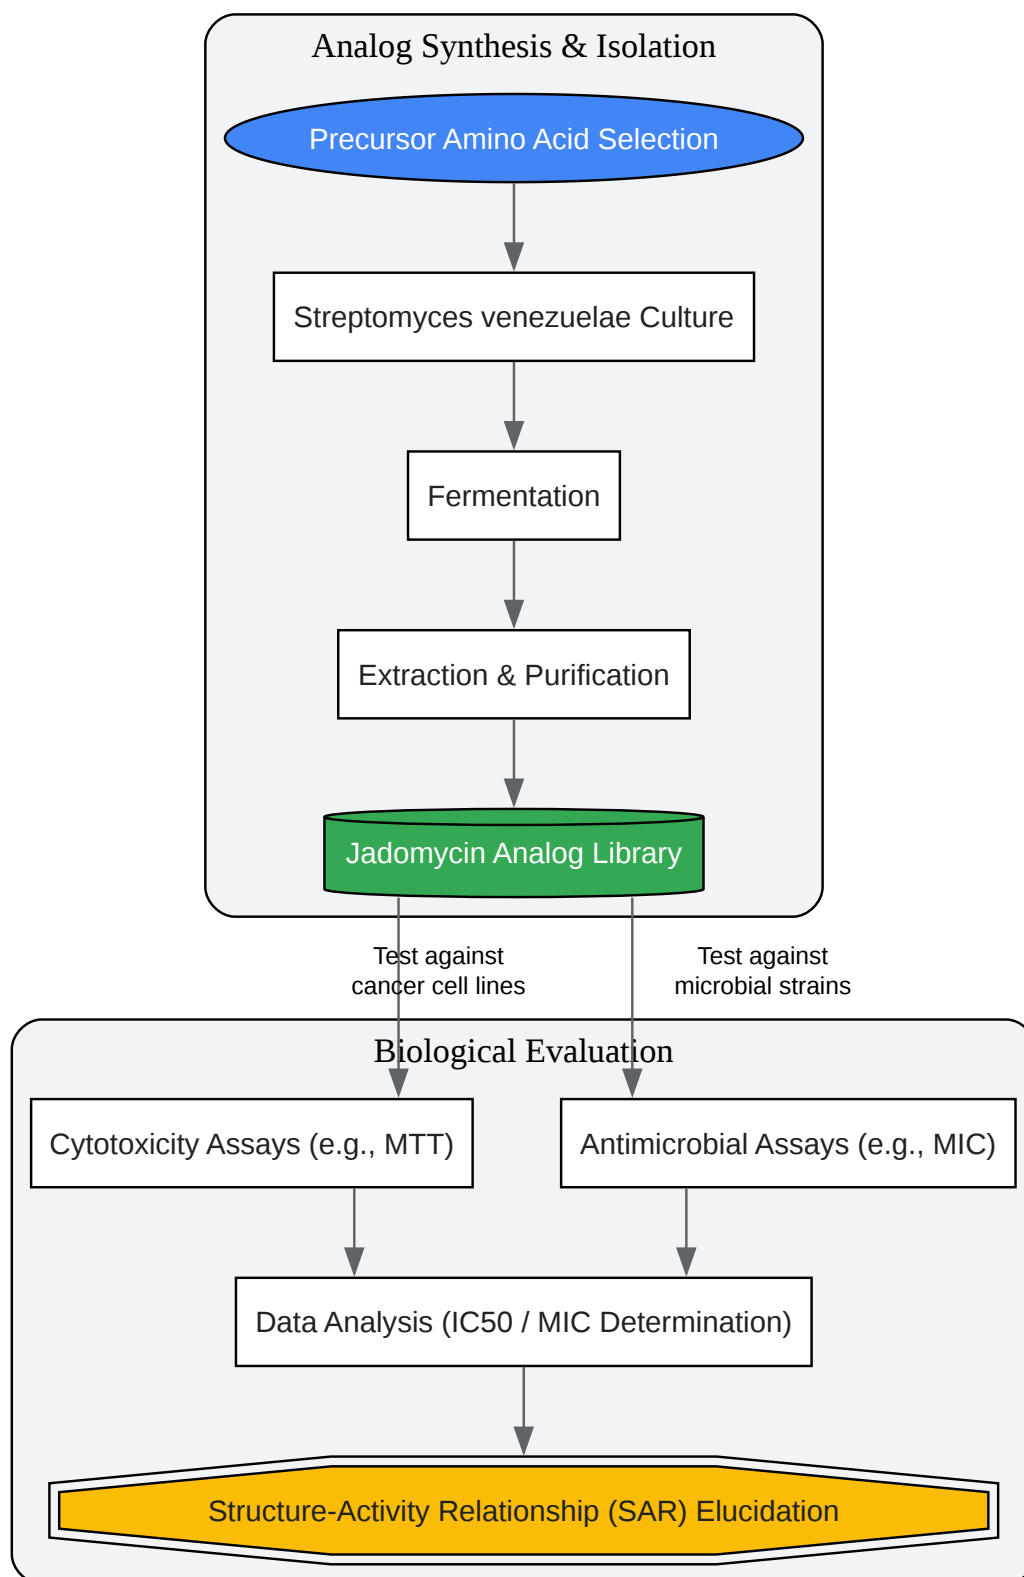 Analog Synthesis & Isolation
Precursor Amino Acid Selection
Streptomyces venezuelae Culture
Fermentation
Extraction & Purification
Jadomycin Analog Library
Test against
cancer cell lines
Test against
microbial strains
Biological Evaluation
Cytotoxicity Assays (e.g., MTT)
Antimicrobial Assays (e.g., MIC)
Data Analysis (IC50 / MIC Determination)
Structure-Activity Relationship (SAR) Elucidation